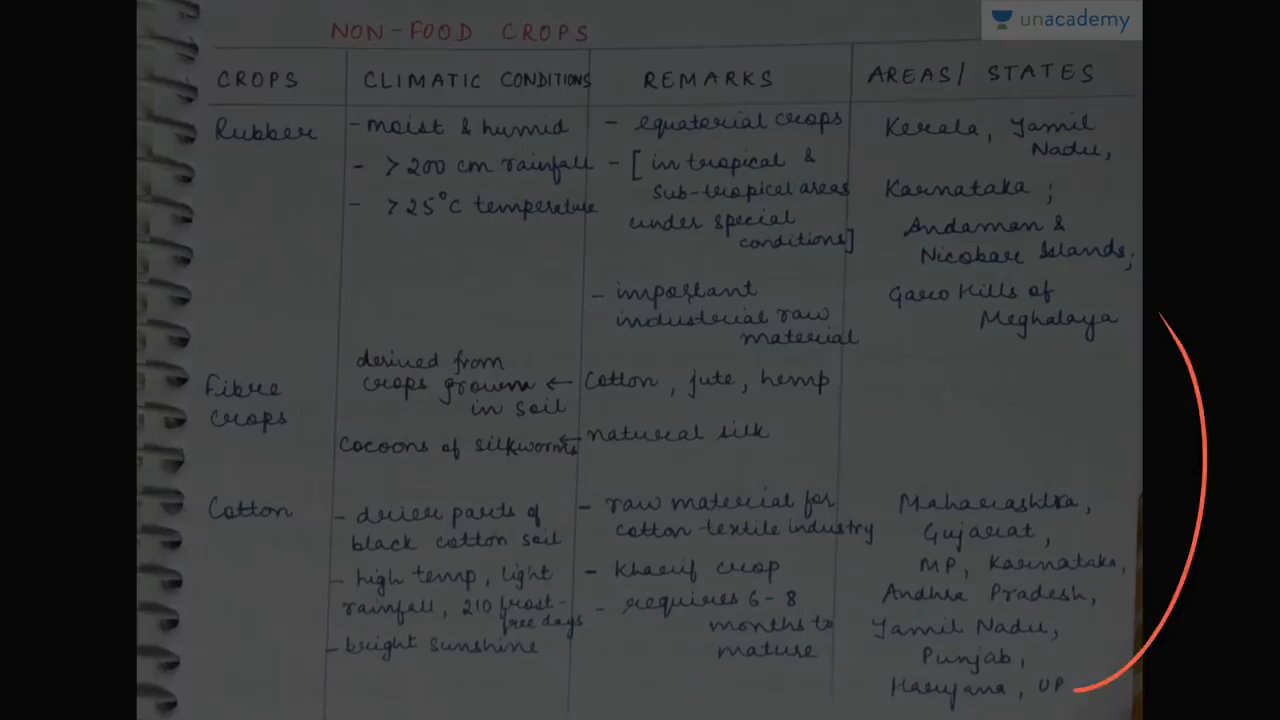 unacademy
NON-FOOD CROPS
CROPS
CLIMATIC CONDITIONS
REMARKS
AREAS/ STATES
Rubber
- moist & humid
- >200 cm rainfall
- >25°C temperature
- equatorial crops
- [in tropical &
sub-tropical areas
under special
conditions]
- important
industrial raw
material
Kerala, Tamil
Nadu,
Karnataka ;
Andaman &
Nicobar Islands;
Garo Hills of
Meghalaya
Fibre
crops
derived from
crops grown
in soil
← cotton, jute, hemp
cocoons of silkworms
← natural silk
Cotton
- drier parts of
black cotton soil
- high temp, light
rainfall, 210 frost-
free days
- bright sunshine
- raw material for
cotton textile industry
- kharif crop
- requires 6-8
months to
mature
Maharashtra,
Gujarat,
MP, Karnataka,
Andhra Pradesh,
Tamil Nadu,
Punjab,
Haryana, UP